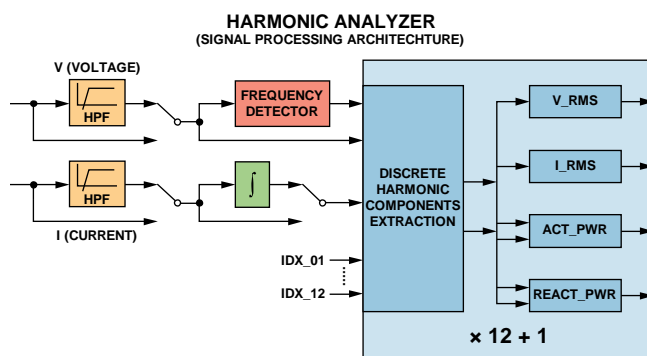 HARMONIC ANALYZER
(SIGNAL PROCESSING ARCHITECHTURE)
V (VOLTAGE)
HPF
FREQUENCY
DETECTOR
HPF
I (CURRENT)
∫
IDX_01
IDX_12
DISCRETE
HARMONIC
COMPONENTS
EXTRACTION
V_RMS
I_RMS
ACT_PWR
REACT_PWR
× 12 + 1